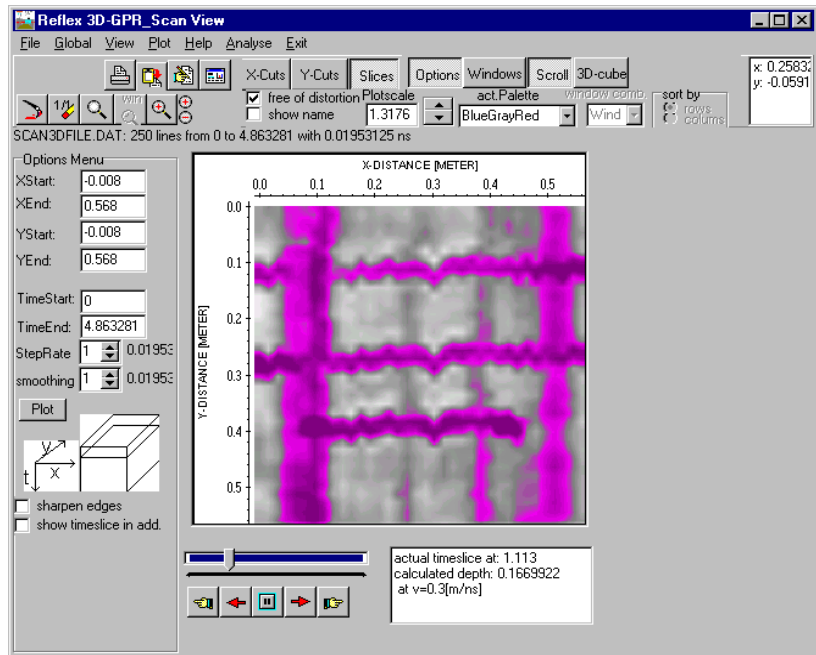 Reflex 3D-GPR_Scan View
File Global View Plot Help Analyse Exit
X-Cuts Y-Cuts Slices Options Windows Scroll 3D-cube
x: 0.2583
y: -0.0591
free of distortion Plotscale act.Palette window comb. sort by
show name 1.3176 BlueGrayRed Wind rows
colums
1/2
SCAN3DFILE.DAT: 250 lines from 0 to 4.863281 with 0.01953125 ns
Options Menu
XStart: -0.008
XEnd: 0.568
YStart: -0.008
YEnd: 0.568
TimeStart: 0
TimeEnd: 4.863281
StepRate 1 0.01953
smoothing 1 0.01953
Plot
y
t x
sharpen edges
show timeslice in add.
X-DISTANCE [METER]
0.0 0.1 0.2 0.3 0.4 0.5
Y-DISTANCE [METER]
0.0
0.1
0.2
0.3
0.4
0.5
actual timeslice at: 1.113
calculated depth: 0.1669922
at v=0.3[m/ns]